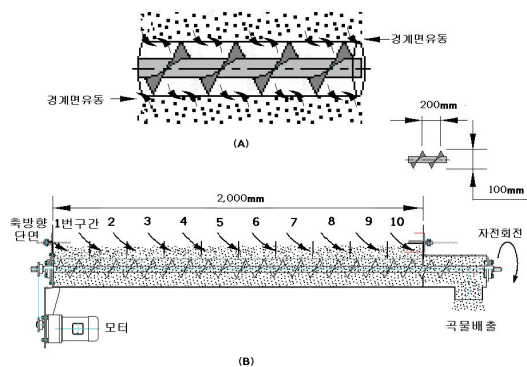 경계면유동
경계면유동
(A)
200mm
100mm
2,000mm
축방향
단면
1번구간 2 3 4 5 6 7 8 9 10
자전회전
모터
곡물배출
(B)